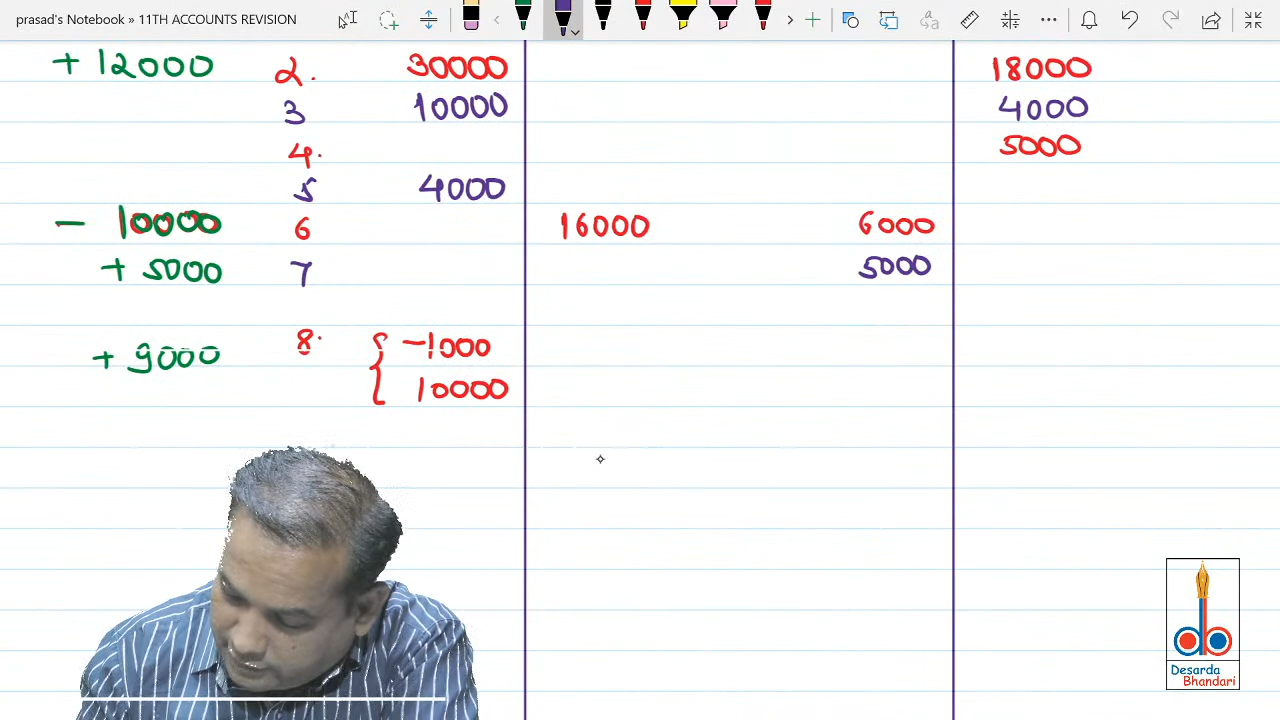 prasad's Notebook » 11TH ACCOUNTS REVISION
+ 12000 2. 30000 18000
3 10000 4000
4. 5000
5 4000
- 10000 6 16000 6000
+ 5000 7 5000
+ 9000 8. { -1000
10000
Desarda
Bhandari